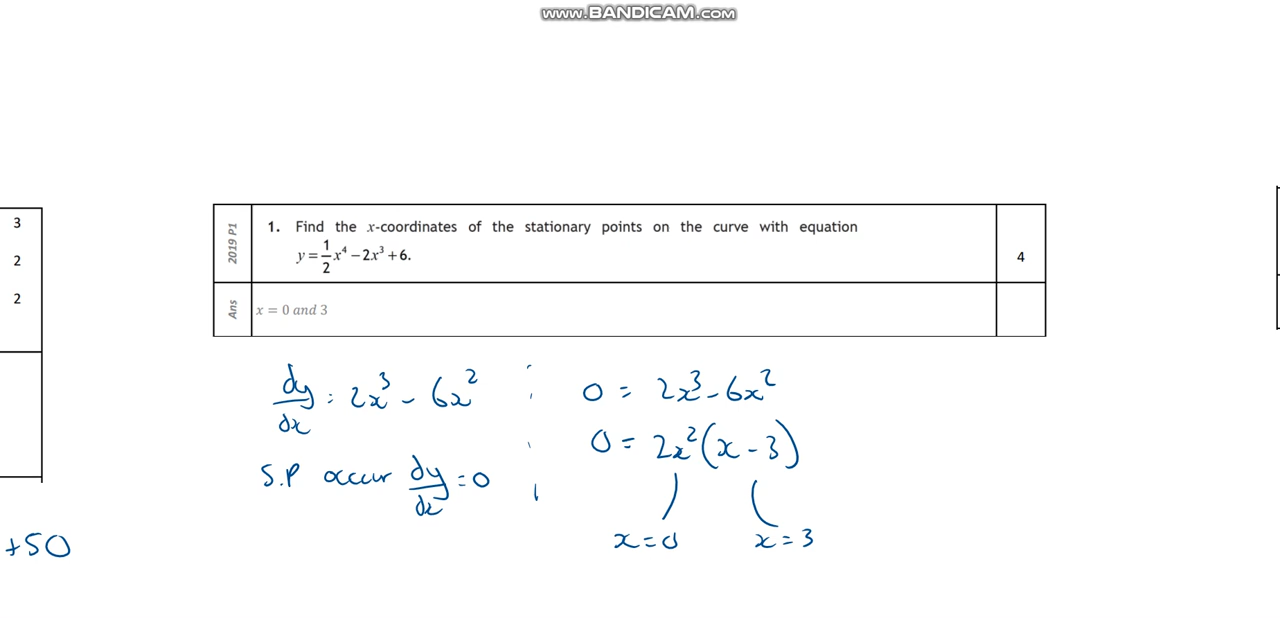 www.BANDICAM.com
3
2
2
2019 P1
1. Find the x-coordinates of the stationary points on the curve with equation
y = 1/2 x⁴ − 2x³ + 6.
4
Ans
x = 0 and 3
dy/dx = 2x³ − 6x²
S.P occur dy/dx = 0
0 = 2x³ − 6x²
0 = 2x²(x − 3)
x = 0 x = 3
+50